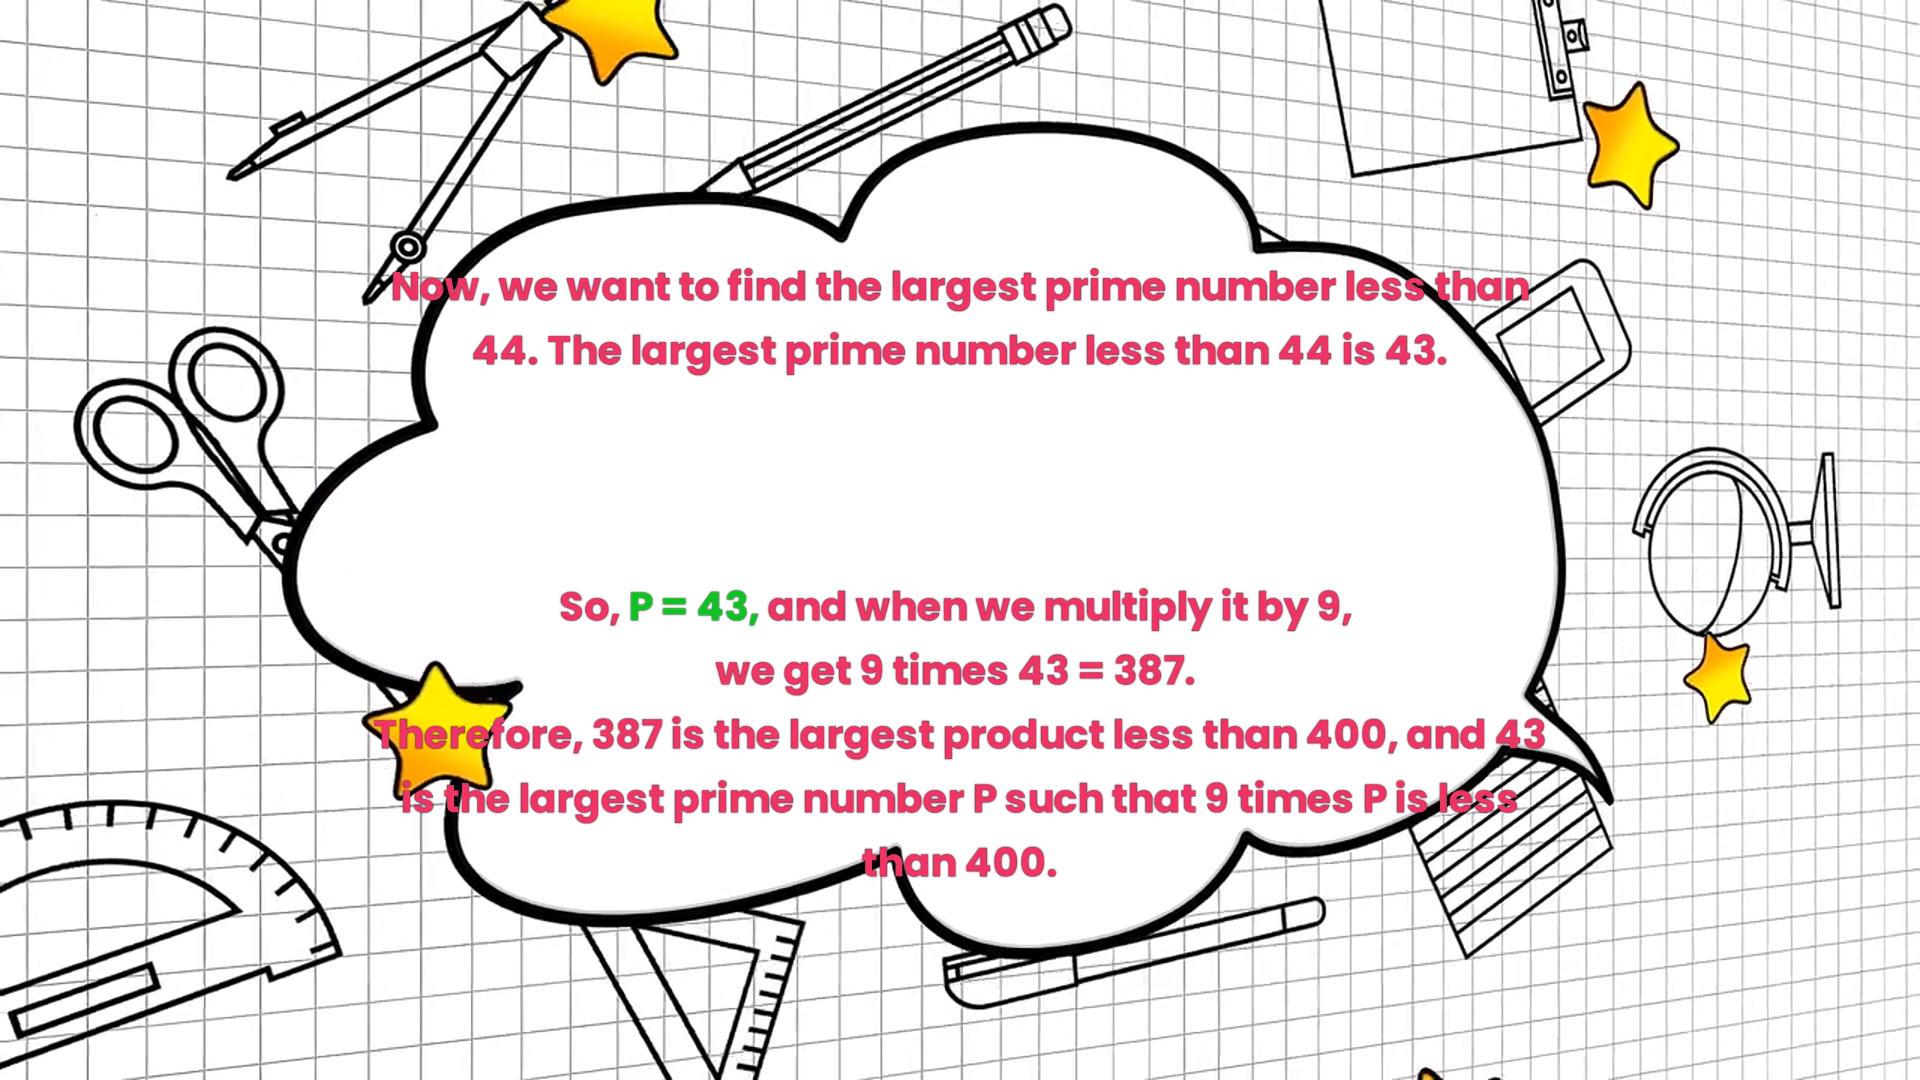 Now, we want to find the largest prime number less than
44. The largest prime number less than 44 is 43.
So, P = 43, and when we multiply it by 9,
we get 9 times 43 = 387.
Therefore, 387 is the largest product less than 400, and 43
is the largest prime number P such that 9 times P is less
than 400.